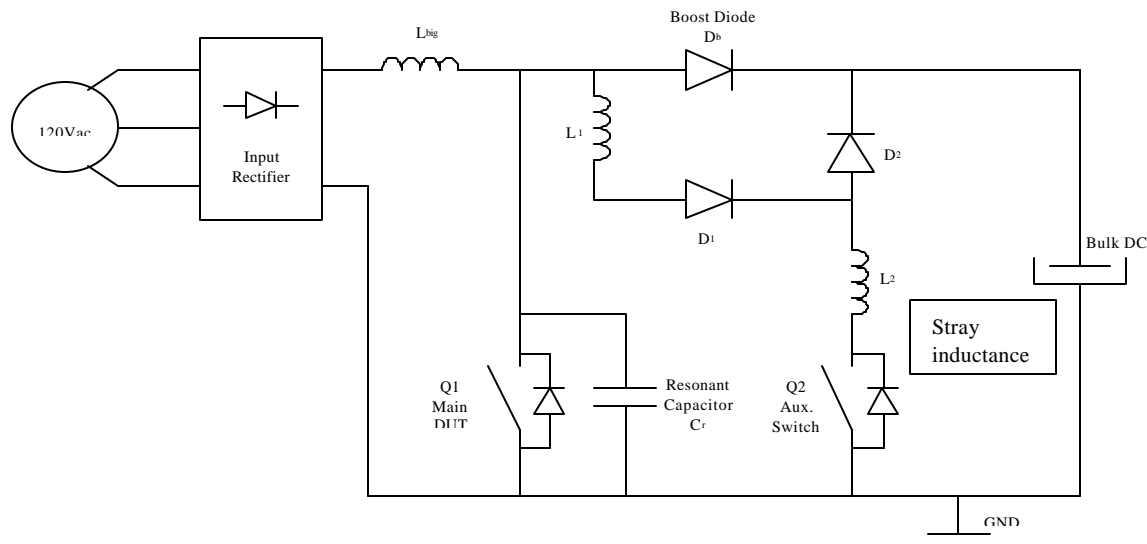 120Vac
Input
Rectifier
Lbig
Boost Diode
Db
L1
D1
D2
L2
Bulk DC
Stray
inductance
Q1
Main
DUT
Resonant
Capacitor
Cr
Q2
Aux.
Switch
GND